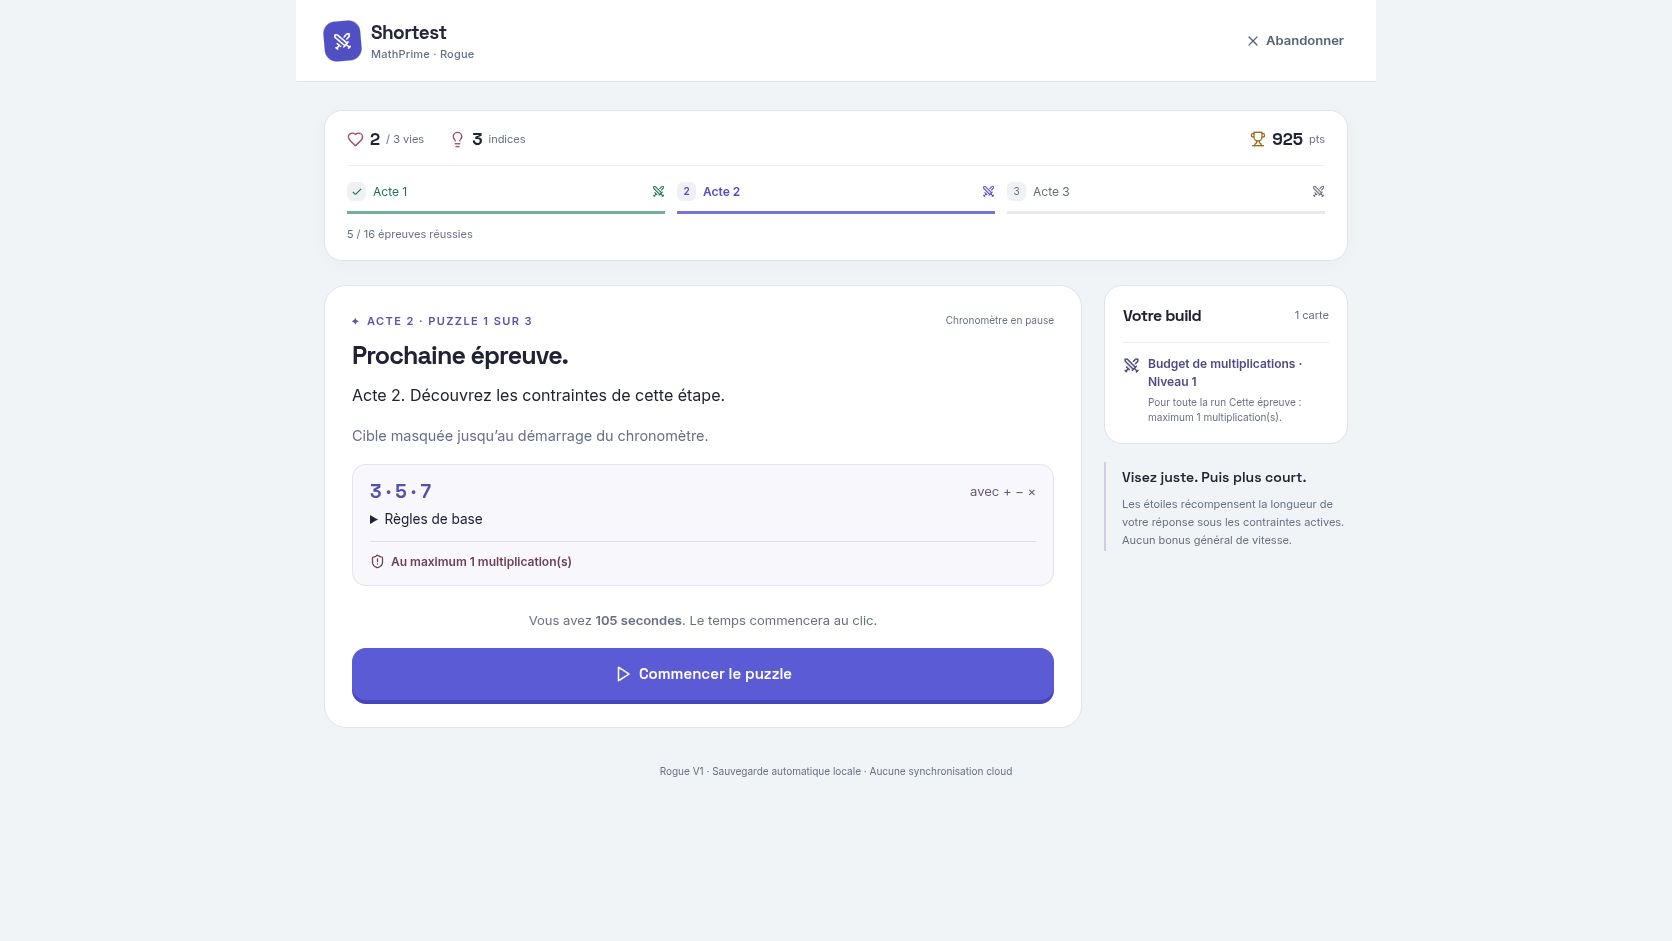 Shortest
MathPrime · Rogue
Abandonner
2 / 3 vies
3 indices
925 pts
Acte 1
2 Acte 2
3 Acte 3
5 / 16 épreuves réussies
ACTE 2 · PUZZLE 1 SUR 3
Chronomètre en pause
Prochaine épreuve.
Acte 2. Découvrez les contraintes de cette étape.
Cible masquée jusqu’au démarrage du chronomètre.
3 · 5 · 7
avec + − ×
Règles de base
Au maximum 1 multiplication(s)
Vous avez 105 secondes. Le temps commencera au clic.
Commencer le puzzle
Votre build
1 carte
Budget de multiplications ·
Niveau 1
Pour toute la run Cette épreuve :
maximum 1 multiplication(s).
Visez juste. Puis plus court.
Les étoiles récompensent la longueur de
votre réponse sous les contraintes actives.
Aucun bonus général de vitesse.
Rogue V1 · Sauvegarde automatique locale · Aucune synchronisation cloud